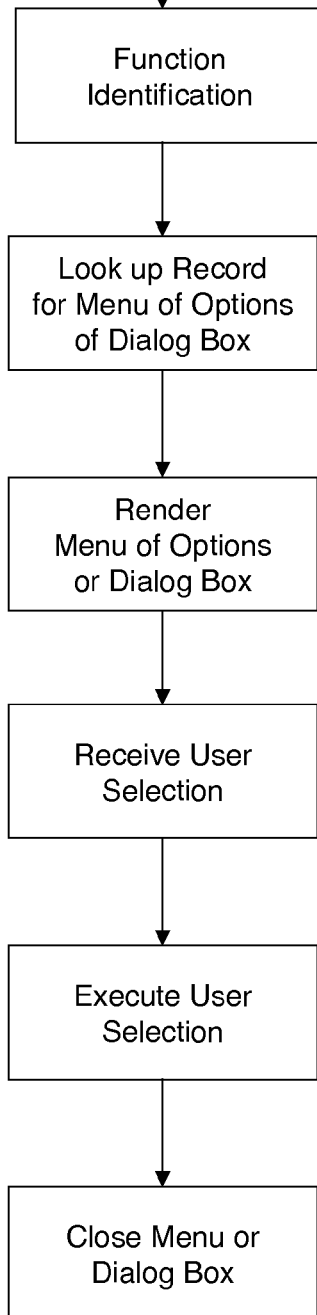 Function
Identification
Look up Record
for Menu of Options
of Dialog Box
Render
Menu of Options
or Dialog Box
Receive User
Selection
Execute User
Selection
Close Menu or
Dialog Box